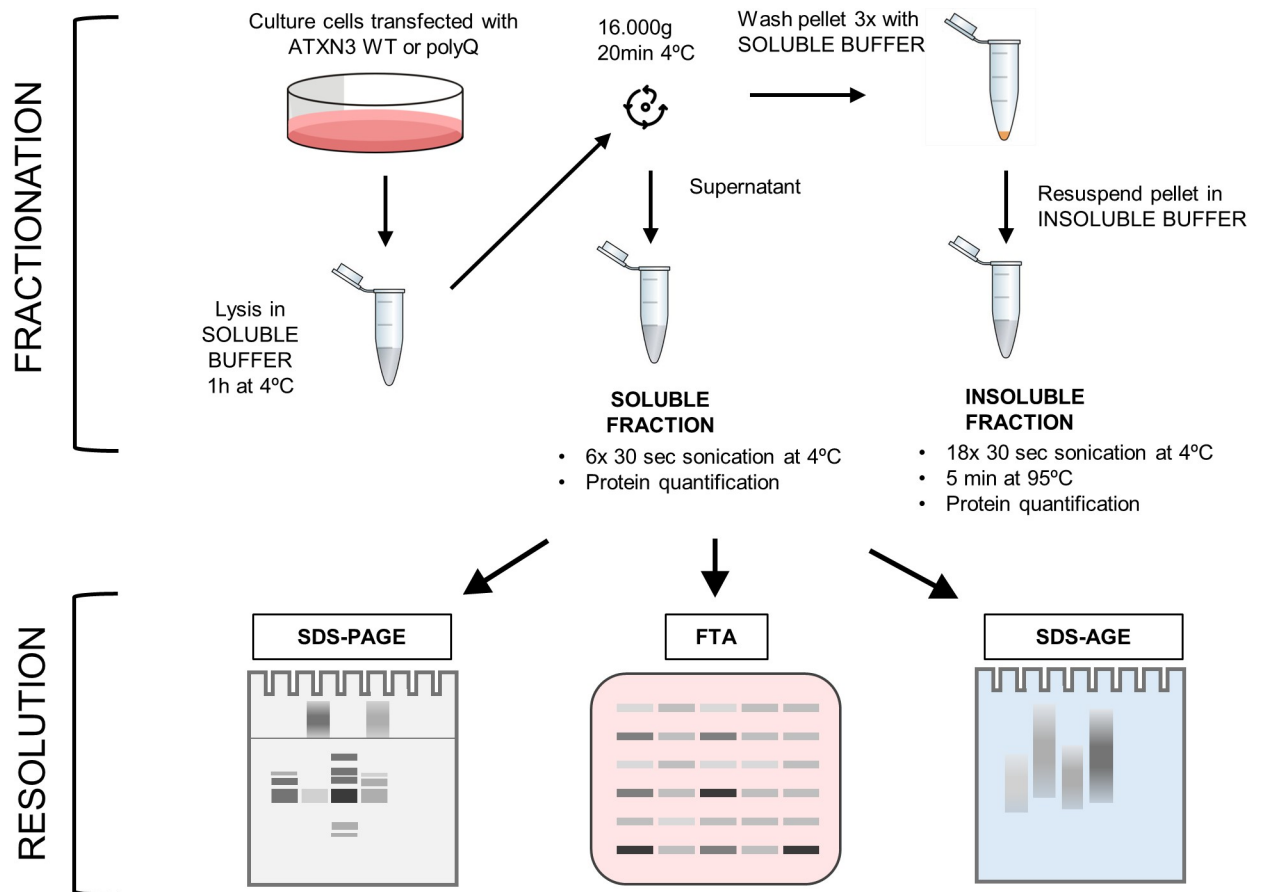 FRACTIONATION
Culture cells transfected with
ATXN3 WT or polyQ
16.000g
20min 4ºC
Wash pellet 3x with
SOLUBLE BUFFER
Supernatant
Resuspend pellet in
INSOLUBLE BUFFER
Lysis in
SOLUBLE
BUFFER
1h at 4ºC
SOLUBLE
FRACTION
• 6x 30 sec sonication at 4ºC
• Protein quantification
INSOLUBLE
FRACTION
• 18x 30 sec sonication at 4ºC
• 5 min at 95ºC
• Protein quantification
RESOLUTION
SDS-PAGE
FTA
SDS-AGE